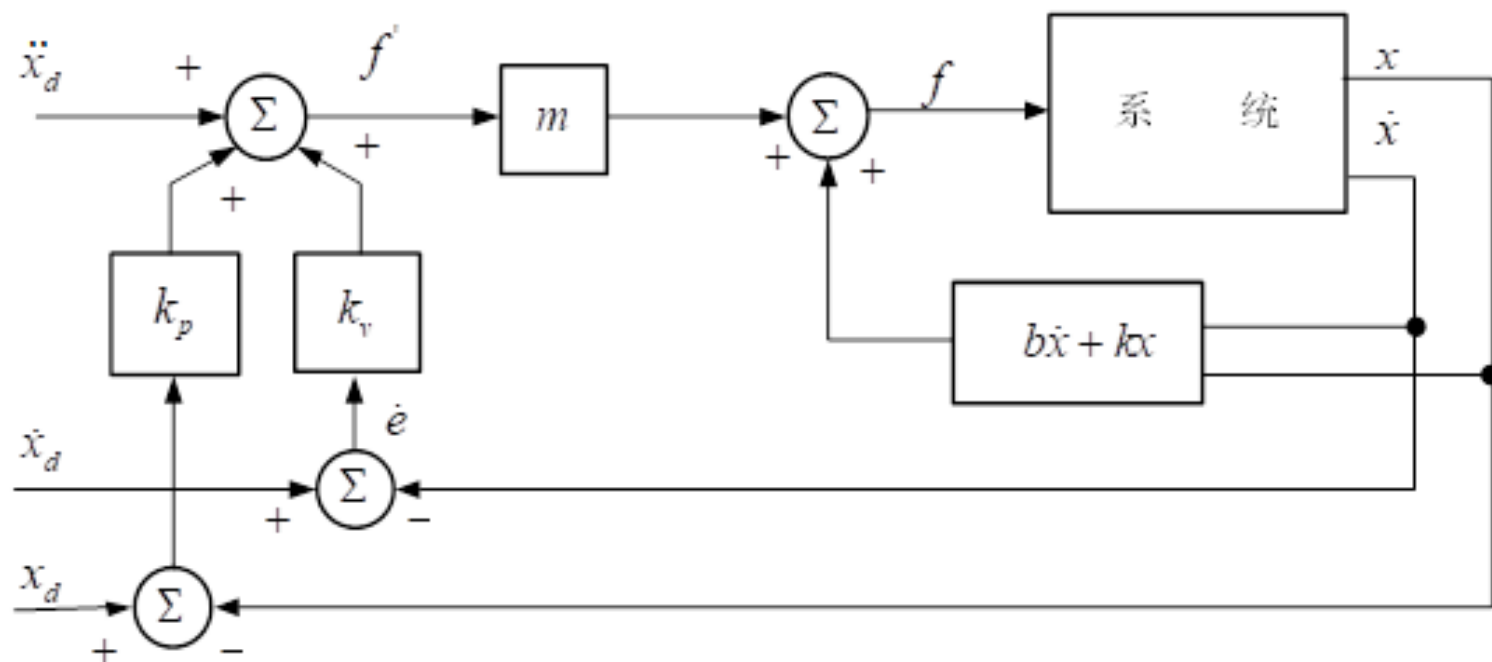 ẍ_d + f' f x
Σ m Σ 系 统 ẋ
+ + + +
k_p k_v bẋ + kx
ẋ_d ė
Σ
+ −
x_d Σ
+ −